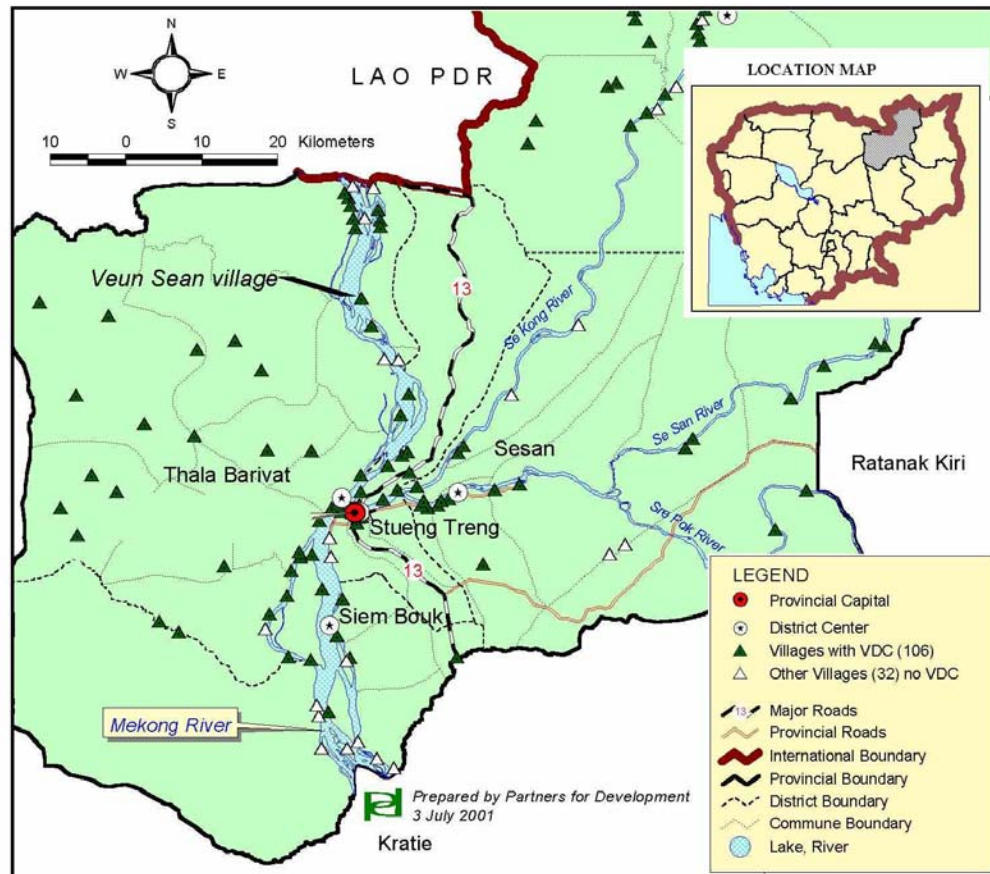 N
W E
S
10 0 10 20 Kilometers
LAO PDR
LOCATION MAP
Veun Sean village
13
Se Kong River
Se San River
Sesan
Thala Barivat
Ratanak Kiri
Stueng Treng
Sre Pok River
13
Siem Bouk
Mekong River
Prepared by Partners for Development
3 July 2001
Kratie
LEGEND
Provincial Capital
District Center
Villages with VDC (106)
Other Villages (32) no VDC
13 Major Roads
Provincial Roads
International Boundary
Provincial Boundary
District Boundary
Commune Boundary
Lake, River